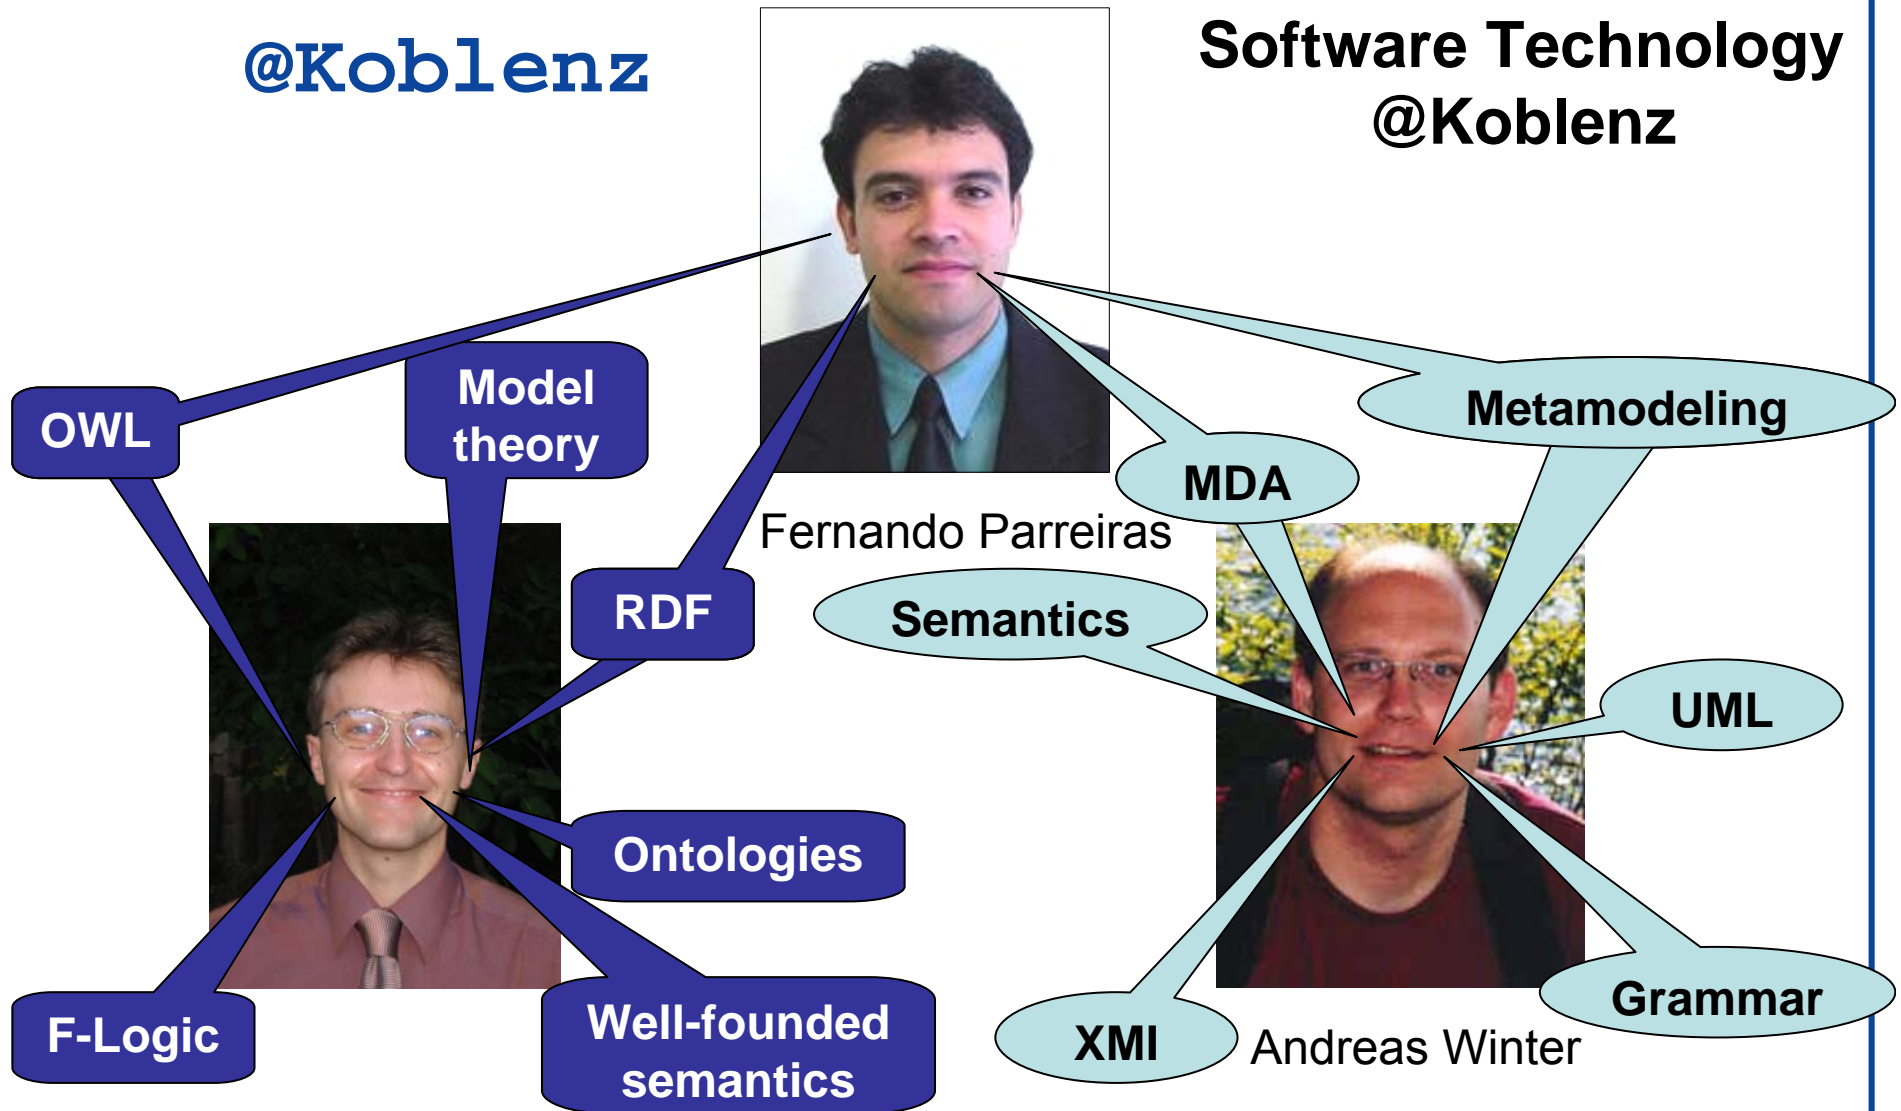 @Koblenz
Software Technology
@Koblenz
OWL
Model
theory
Metamodeling
MDA
Fernando Parreiras
RDF
Semantics
UML
Ontologies
F-Logic
Well-founded
semantics
XMI
Andreas Winter
Grammar